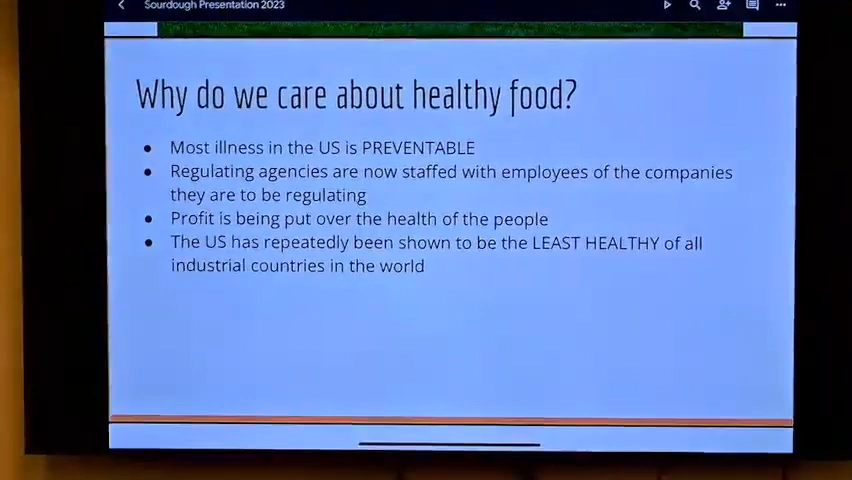 Sourdough Presentation 2023
Why do we care about healthy food?
● Most illness in the US is PREVENTABLE
● Regulating agencies are now staffed with employees of the companies
they are to be regulating
● Profit is being put over the health of the people
● The US has repeatedly been shown to be the LEAST HEALTHY of all
industrial countries in the world